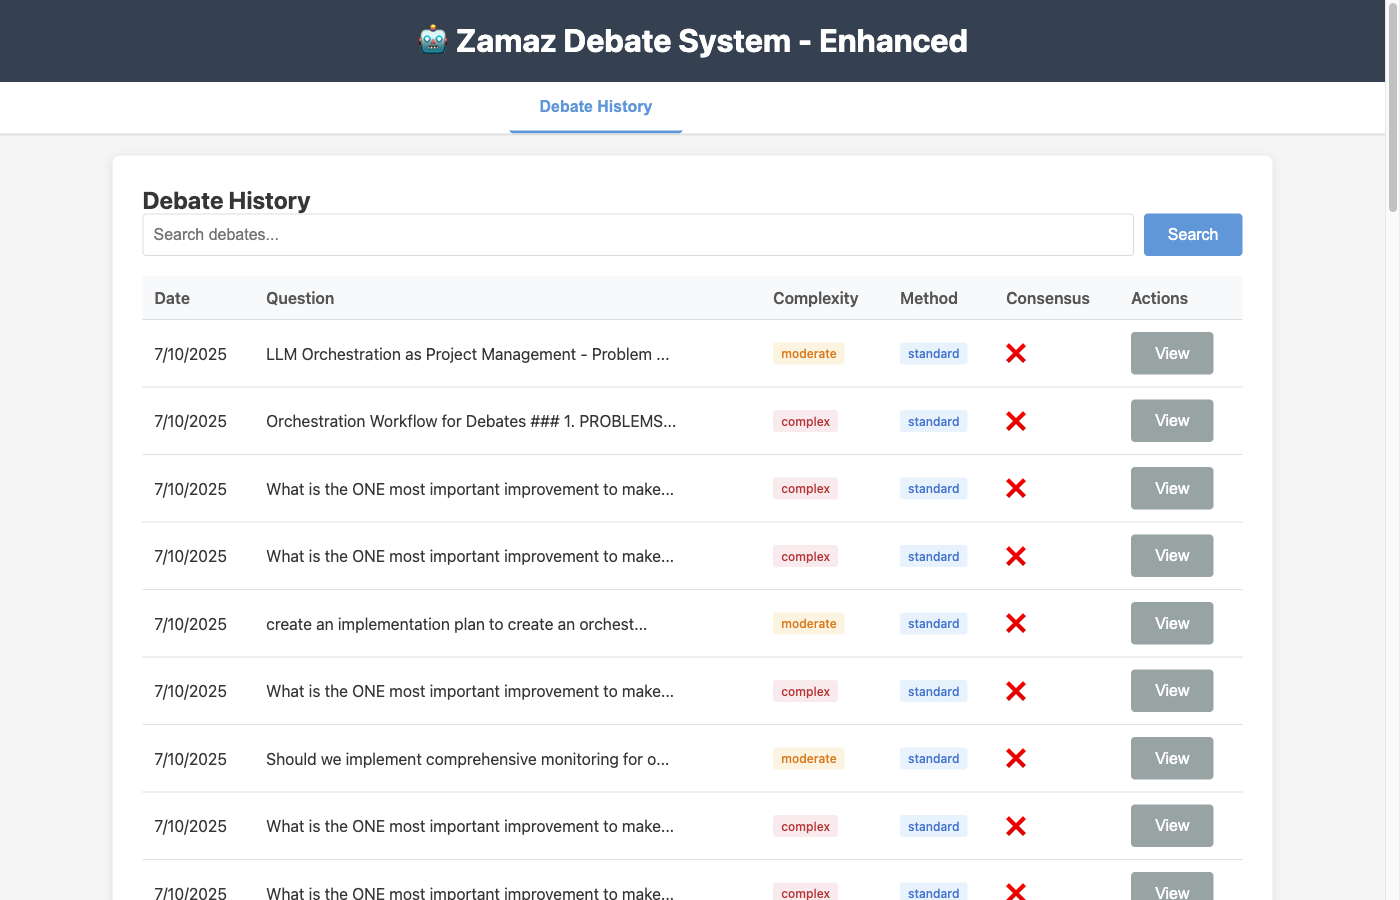 🤖 Zamaz Debate System - Enhanced
Debate History
Debate History
Search debates...
Search
Date Question Complexity Method Consensus Actions
7/10/2025 LLM Orchestration as Project Management - Problem ... moderate standard ❌ View
7/10/2025 Orchestration Workflow for Debates ### 1. PROBLEMS... complex standard ❌ View
7/10/2025 What is the ONE most important improvement to make... complex standard ❌ View
7/10/2025 What is the ONE most important improvement to make... complex standard ❌ View
7/10/2025 create an implementation plan to create an orchest... moderate standard ❌ View
7/10/2025 What is the ONE most important improvement to make... complex standard ❌ View
7/10/2025 Should we implement comprehensive monitoring for o... moderate standard ❌ View
7/10/2025 What is the ONE most important improvement to make... complex standard ❌ View
7/10/2025 What is the ONE most important improvement to make... complex standard ❌ View